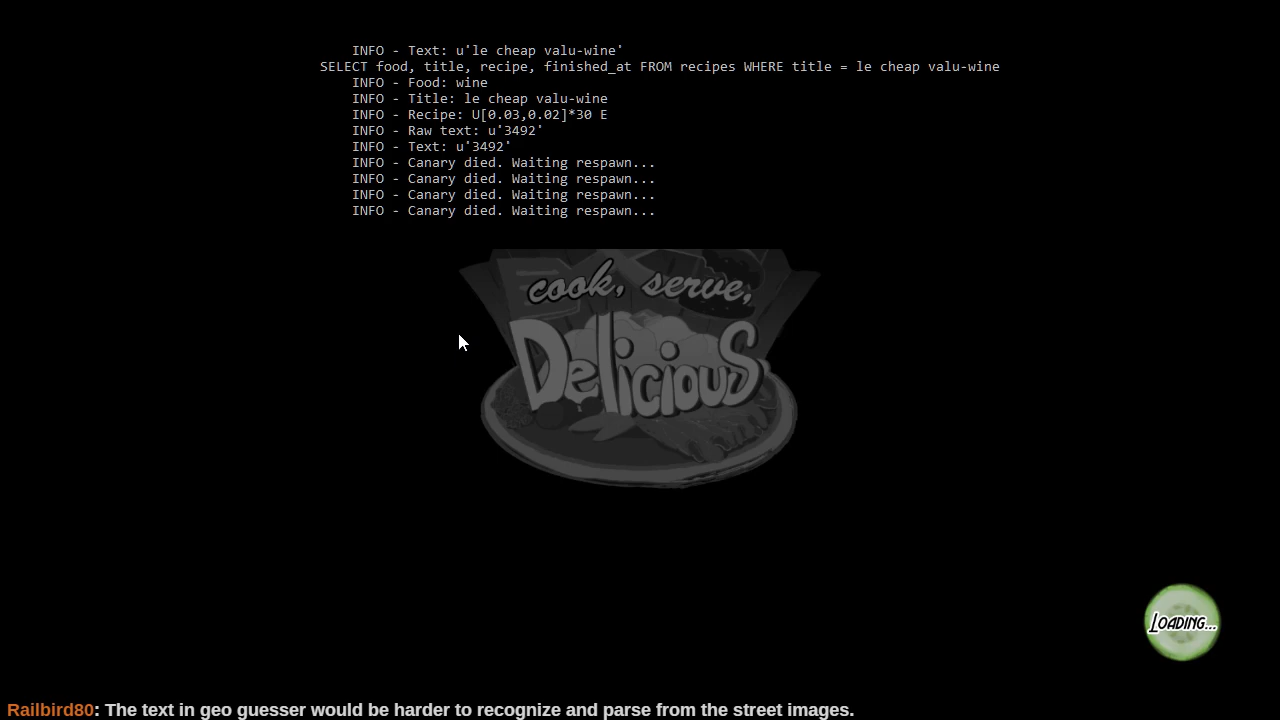 INFO - Text: u'le cheap valu-wine'
SELECT food, title, recipe, finished_at FROM recipes WHERE title = le cheap valu-wine
INFO - Food: wine
INFO - Title: le cheap valu-wine
INFO - Recipe: U[0.03,0.02]*30 E
INFO - Raw text: u'3492'
INFO - Text: u'3492'
INFO - Canary died. Waiting respawn...
INFO - Canary died. Waiting respawn...
INFO - Canary died. Waiting respawn...
INFO - Canary died. Waiting respawn...
cook, serve,
Delicious
Loading...
Railbird80: The text in geo guesser would be harder to recognize and parse from the street images.